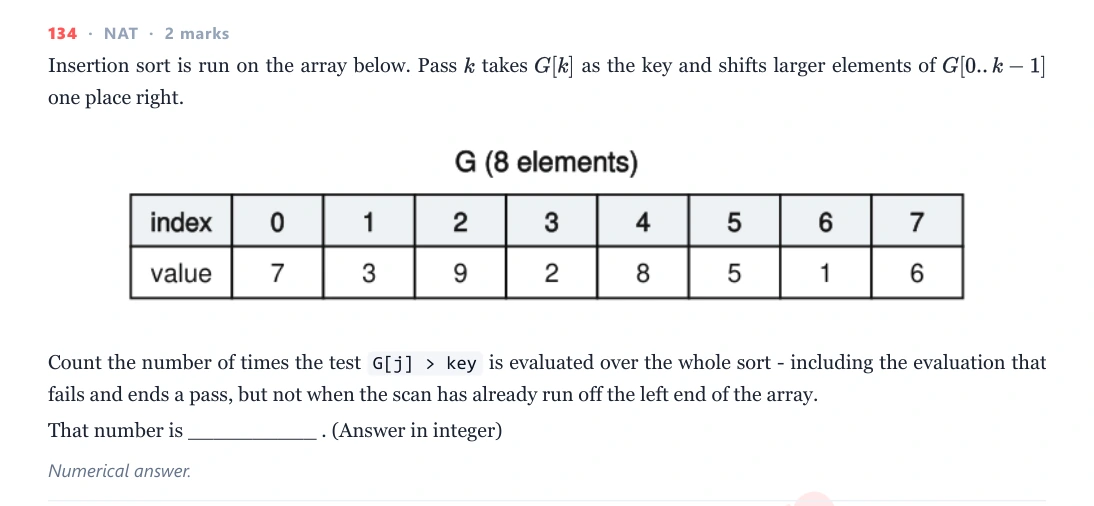 134 · NAT · 2 marks
Insertion sort is run on the array below. Pass k takes G[k] as the key and shifts larger elements of G[0..k − 1]
one place right.
G (8 elements)
index 0 1 2 3 4 5 6 7
value 7 3 9 2 8 5 1 6
Count the number of times the test G[j] > key is evaluated over the whole sort - including the evaluation that
fails and ends a pass, but not when the scan has already run off the left end of the array.
That number is ____________ . (Answer in integer)
Numerical answer.